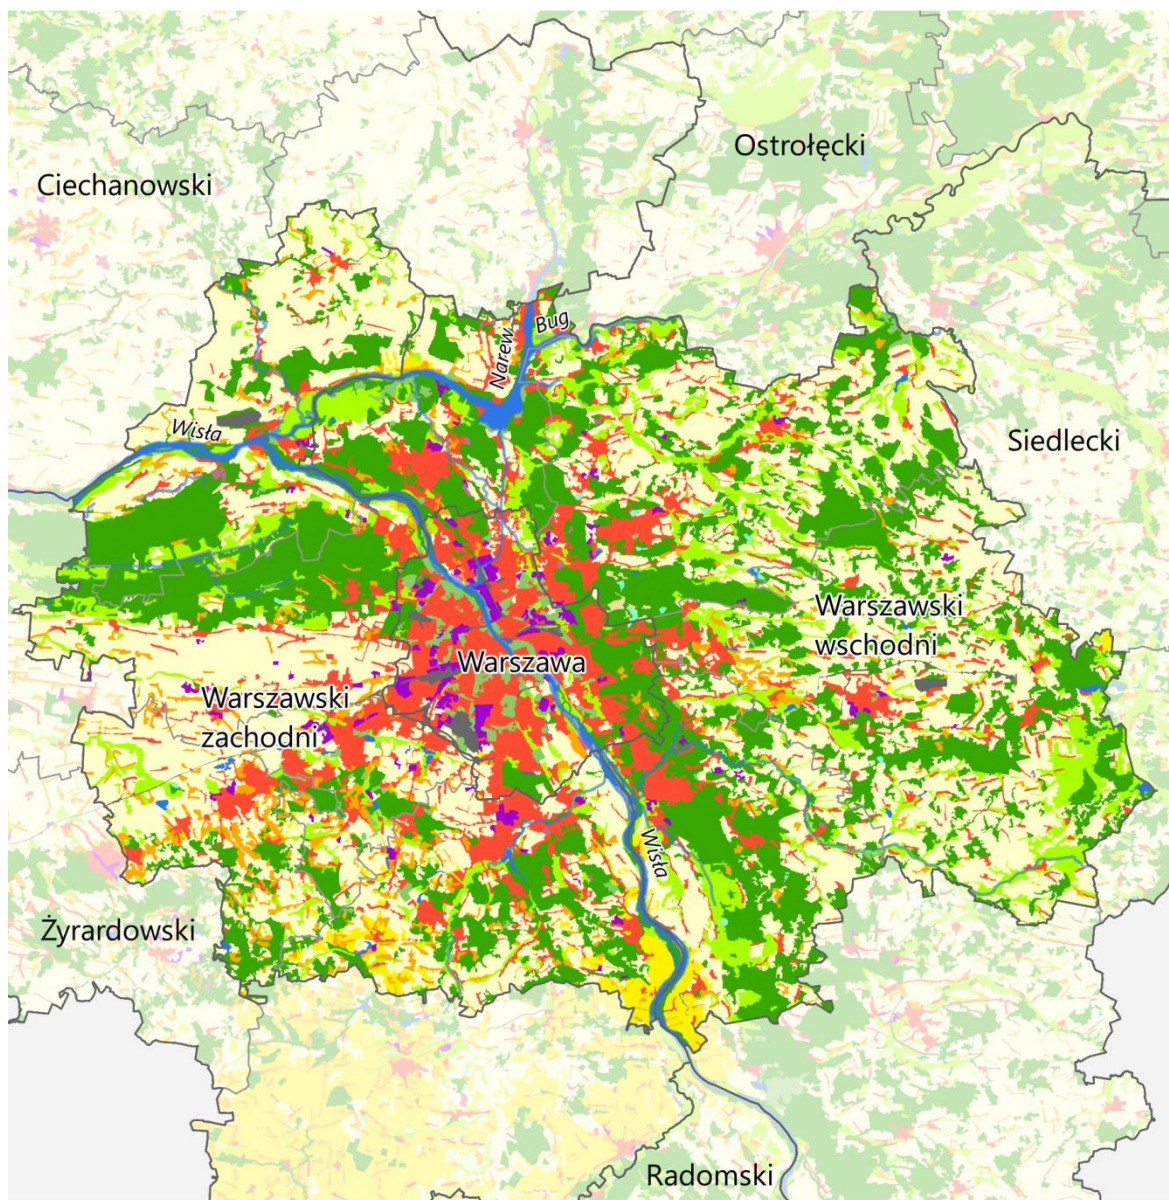 Ostrołęcki
Ciechanowski
Narew
Bug
Wisła
Siedlecki
Warszawski
wschodni
Warszawa
Warszawski
zachodni
Wisła
Żyrardowski
Radomski